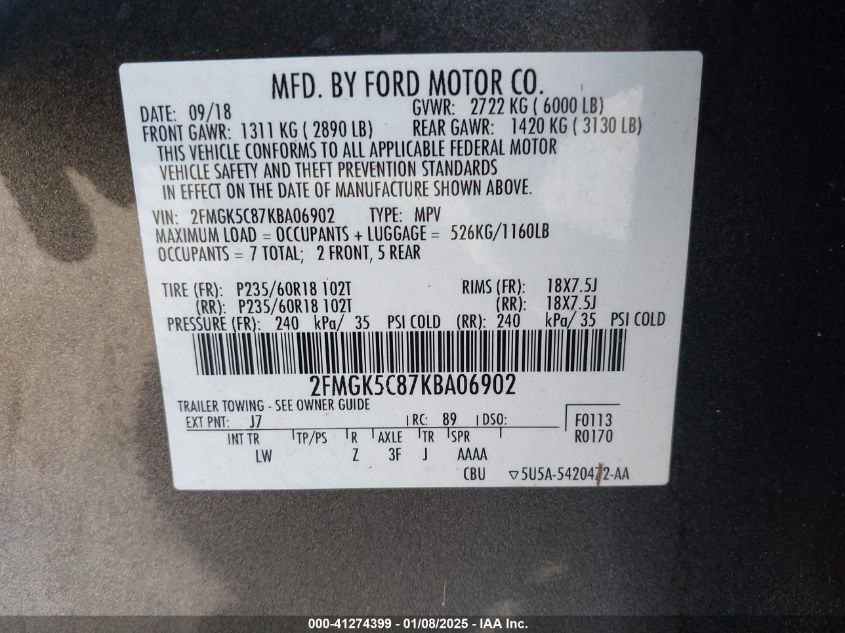 MFD. BY FORD MOTOR CO.
DATE: 09/18 GVWR: 2722 KG ( 6000 LB)
FRONT GAWR: 1311 KG ( 2890 LB) REAR GAWR: 1420 KG ( 3130 LB)
THIS VEHICLE CONFORMS TO ALL APPLICABLE FEDERAL MOTOR
VEHICLE SAFETY AND THEFT PREVENTION STANDARDS
IN EFFECT ON THE DATE OF MANUFACTURE SHOWN ABOVE.
VIN: 2FMGK5C87KBA06902 TYPE: MPV
MAXIMUM LOAD = OCCUPANTS + LUGGAGE = 526KG/1160LB
OCCUPANTS = 7 TOTAL; 2 FRONT, 5 REAR
TIRE (FR): P235/60R18 102T RIMS (FR): 18X7.5J
(RR): P235/60R18 102T (RR): 18X7.5J
PRESSURE (FR): 240 kPa/ 35 PSI COLD (RR): 240 kPa/ 35 PSI COLD
2FMGK5C87KBA06902
TRAILER TOWING - SEE OWNER GUIDE
EXT PNT: J7 RC: 89 DSO: F0113
R0170
INT TR TP/PS R AXLE TR SPR
LW Z 3F J AAAA
CBU ▽5U5A-5420472-AA
000-41274399 - 01/08/2025 - IAA Inc.